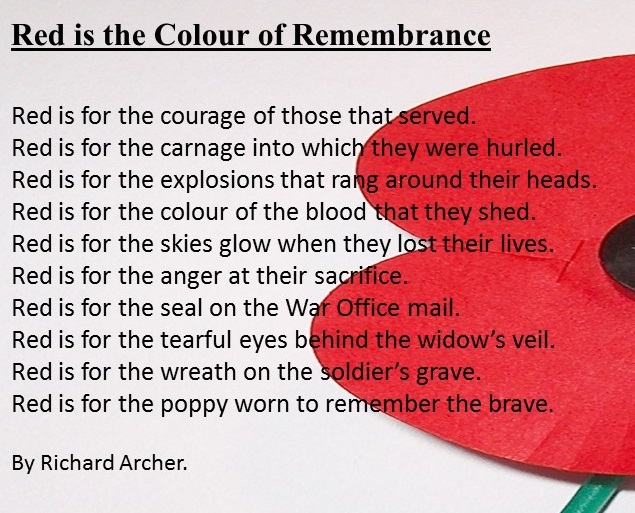 Red is the Colour of Remembrance
Red is for the courage of those that served.
Red is for the carnage into which they were hurled.
Red is for the explosions that rang around their heads.
Red is for the colour of the blood that they shed.
Red is for the skies glow when they lost their lives.
Red is for the anger at their sacrifice.
Red is for the seal on the War Office mail.
Red is for the tearful eyes behind the widow’s veil.
Red is for the wreath on the soldier’s grave.
Red is for the poppy worn to remember the brave.
By Richard Archer.